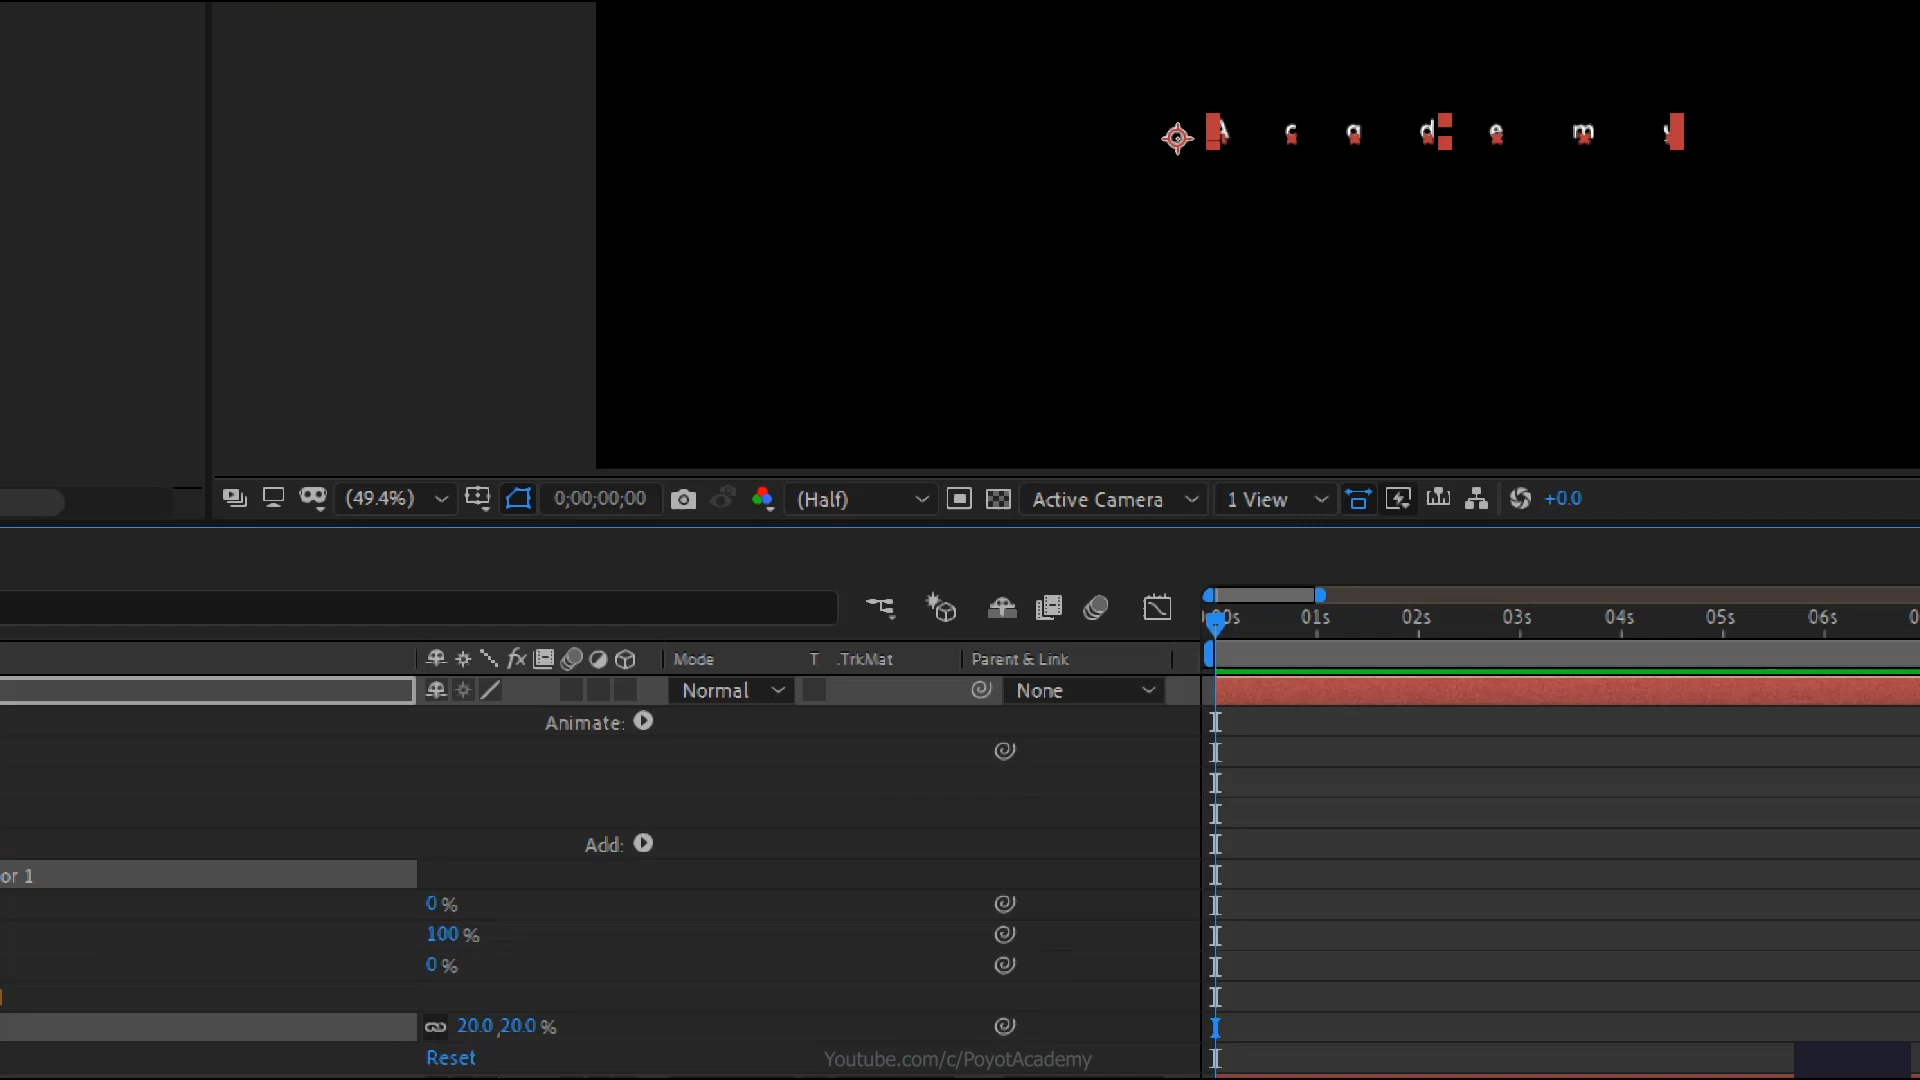 A c a d e m y
(49.4%) 0;00;00;00 (Half) Active Camera 1 View +0.0
00s 01s 02s 03s 04s 05s 06s 0
Mode T .TrkMat Parent & Link
Normal None
Animate:
Add:
or 1
0 %
100 %
0 %
20.0,20.0 %
Reset
Youtube.com/c/PoyotAcademy